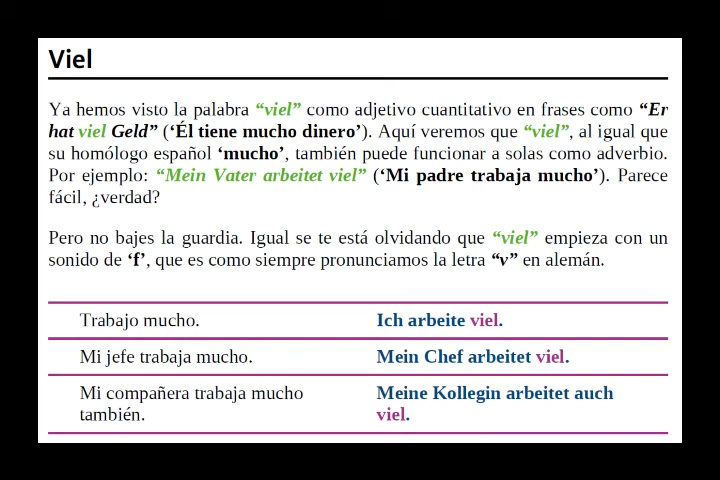 Viel
Ya hemos visto la palabra “viel” como adjetivo cuantitativo en frases como “Er
hat viel Geld” (‘Él tiene mucho dinero’). Aquí veremos que “viel”, al igual que
su homólogo español ‘mucho’, también puede funcionar a solas como adverbio.
Por ejemplo: “Mein Vater arbeitet viel” (‘Mi padre trabaja mucho’). Parece
fácil, ¿verdad?
Pero no bajes la guardia. Igual se te está olvidando que “viel” empieza con un
sonido de ‘f’, que es como siempre pronunciamos la letra “v” en alemán.
Trabajo mucho. Ich arbeite viel.
Mi jefe trabaja mucho. Mein Chef arbeitet viel.
Mi compañera trabaja mucho Meine Kollegin arbeitet auch
también. viel.